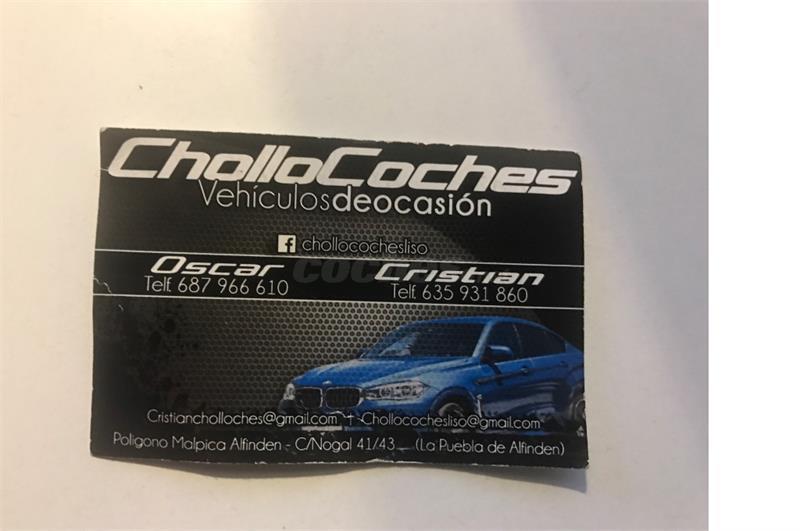 CholloCoches
Vehículosdeocasión
f chollocochesliso
Oscar Cristian
Telf. 687 966 610 Telf. 635 931 860
Cristiancholloches@gmail.com + Chollocochesliso@gmail.com
Poligono Malpica Alfinden - C/Nogal 41/43 (La Puebla de Alfinden)